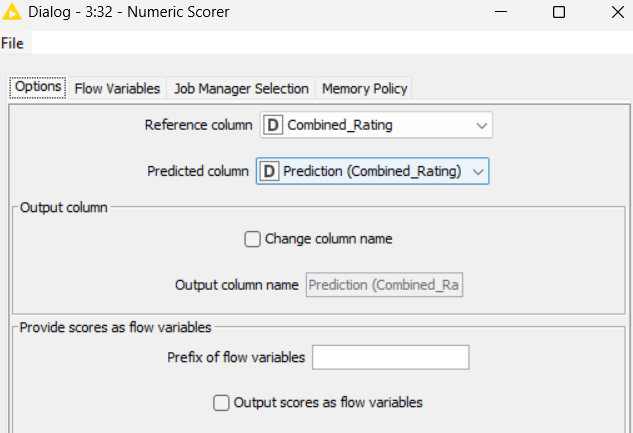 Dialog - 3:32 - Numeric Scorer
File
Options Flow Variables Job Manager Selection Memory Policy
Reference column D Combined_Rating
Predicted column D Prediction (Combined_Rating)
Output column
Change column name
Output column name Prediction (Combined_Ra
Provide scores as flow variables
Prefix of flow variables
Output scores as flow variables